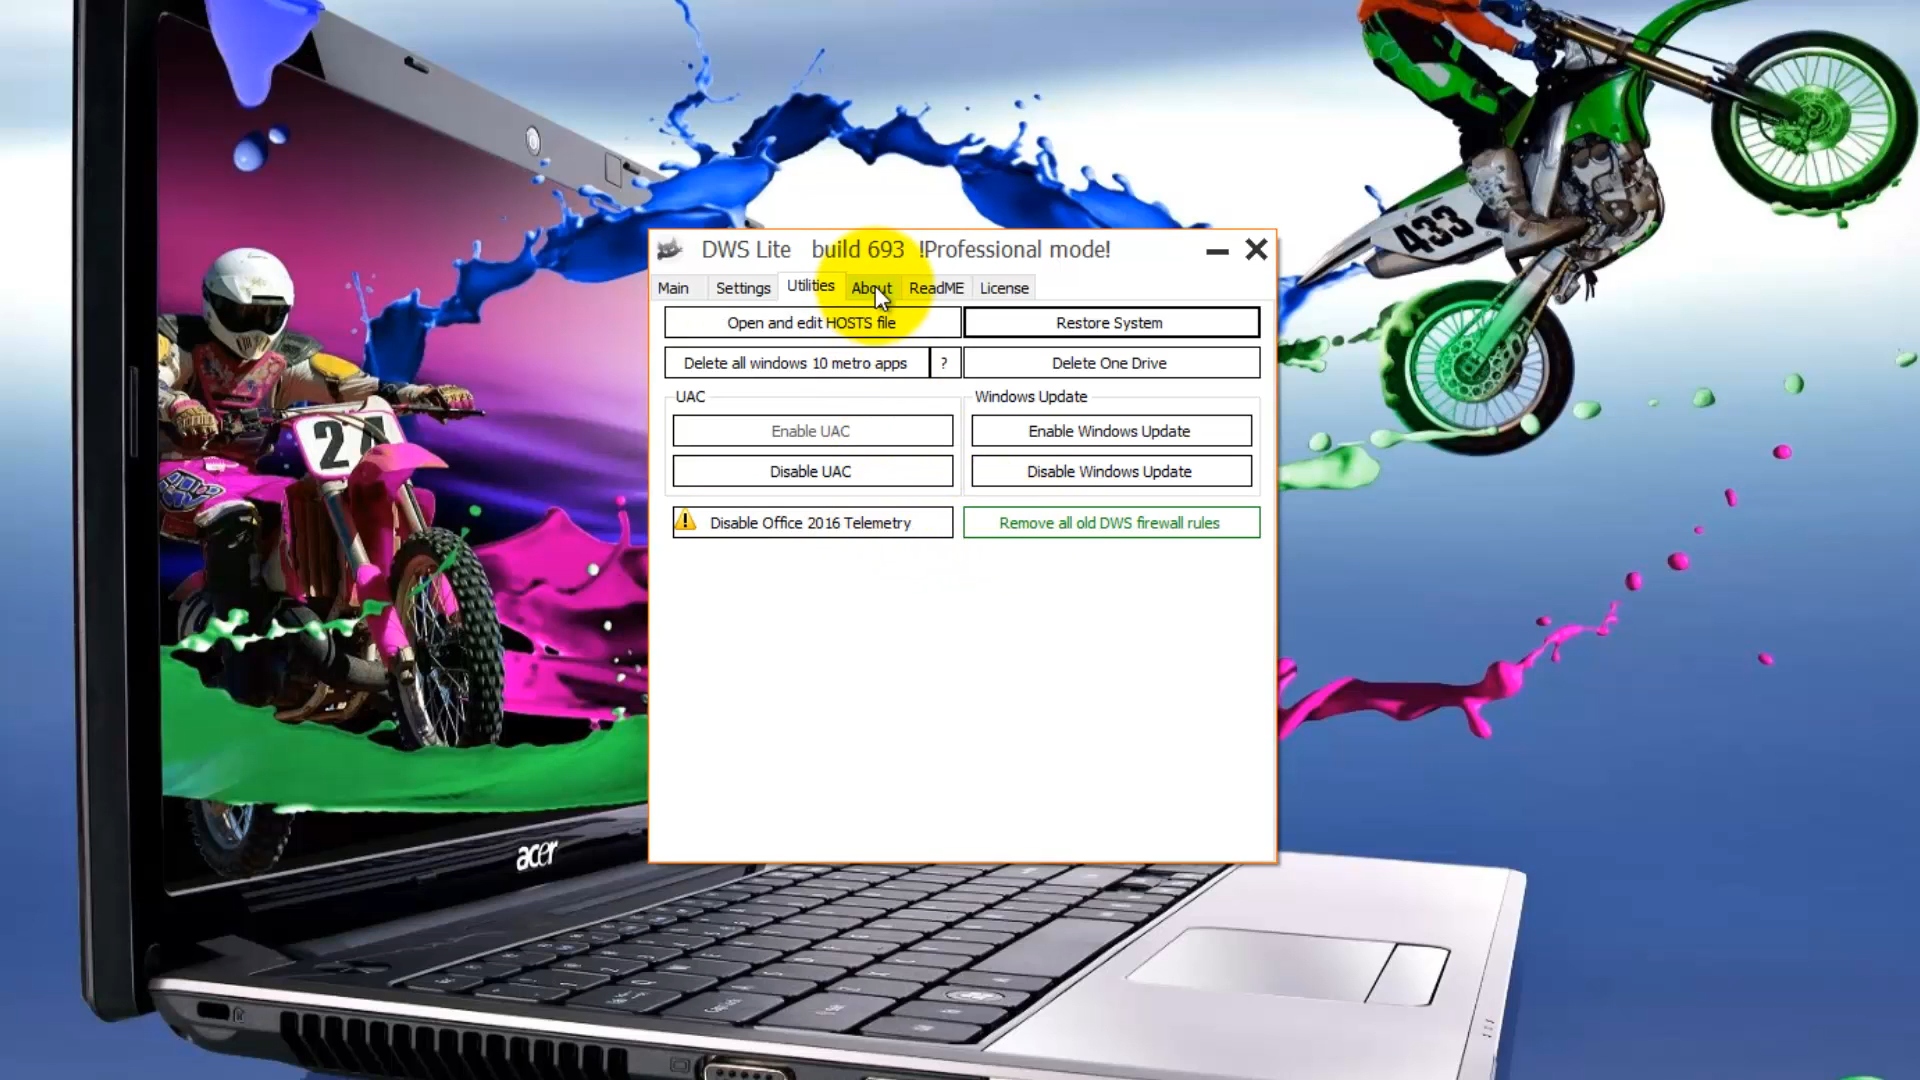 DWS Lite build 693 !Professional mode!
Main Settings Utilities About ReadME License
Open and edit HOSTS file Restore System
Delete all windows 10 metro apps ? Delete One Drive
UAC Windows Update
Enable UAC Enable Windows Update
Disable UAC Disable Windows Update
Disable Office 2016 Telemetry Remove all old DWS firewall rules
433
24
acer